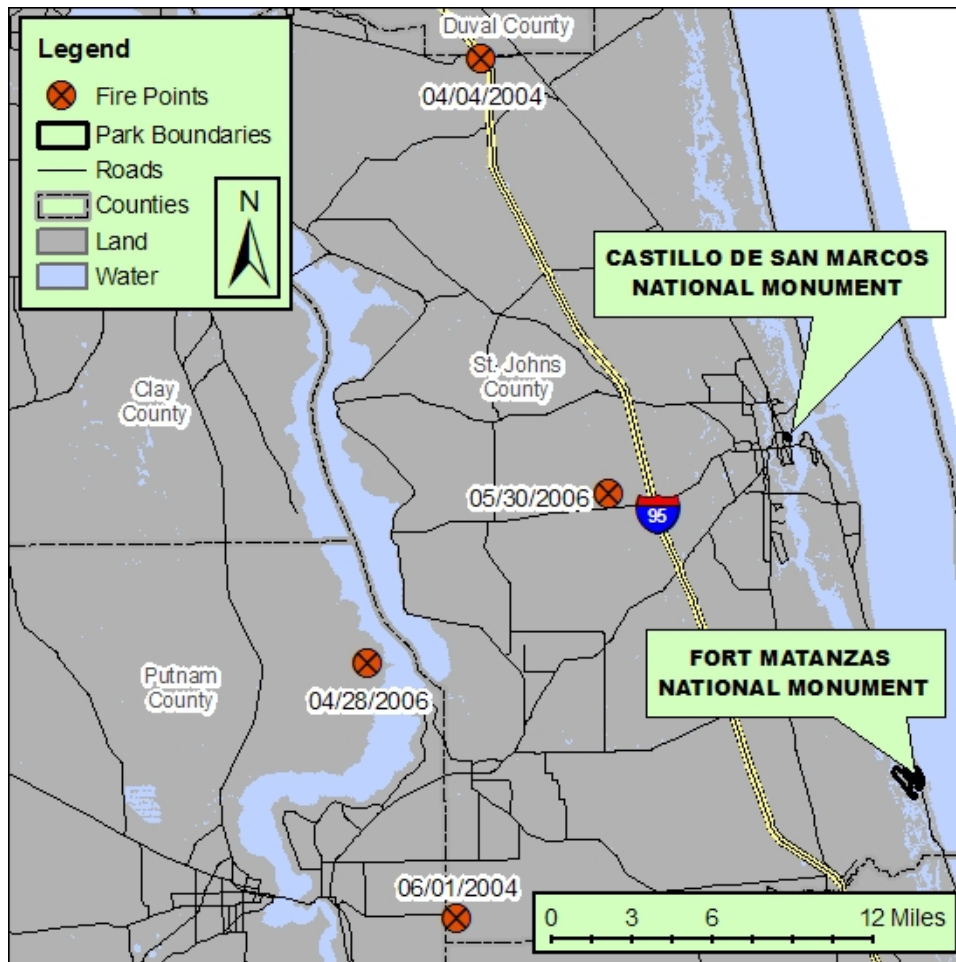 Legend
Fire Points
Park Boundaries
Roads
Counties
Land
Water
N
Duval County
04/04/2004
CASTILLO DE SAN MARCOS
NATIONAL MONUMENT
St. Johns
County
Clay
County
05/30/2006
95
Putnam
County
04/28/2006
FORT MATANZAS
NATIONAL MONUMENT
06/01/2004
0 3 6 12 Miles